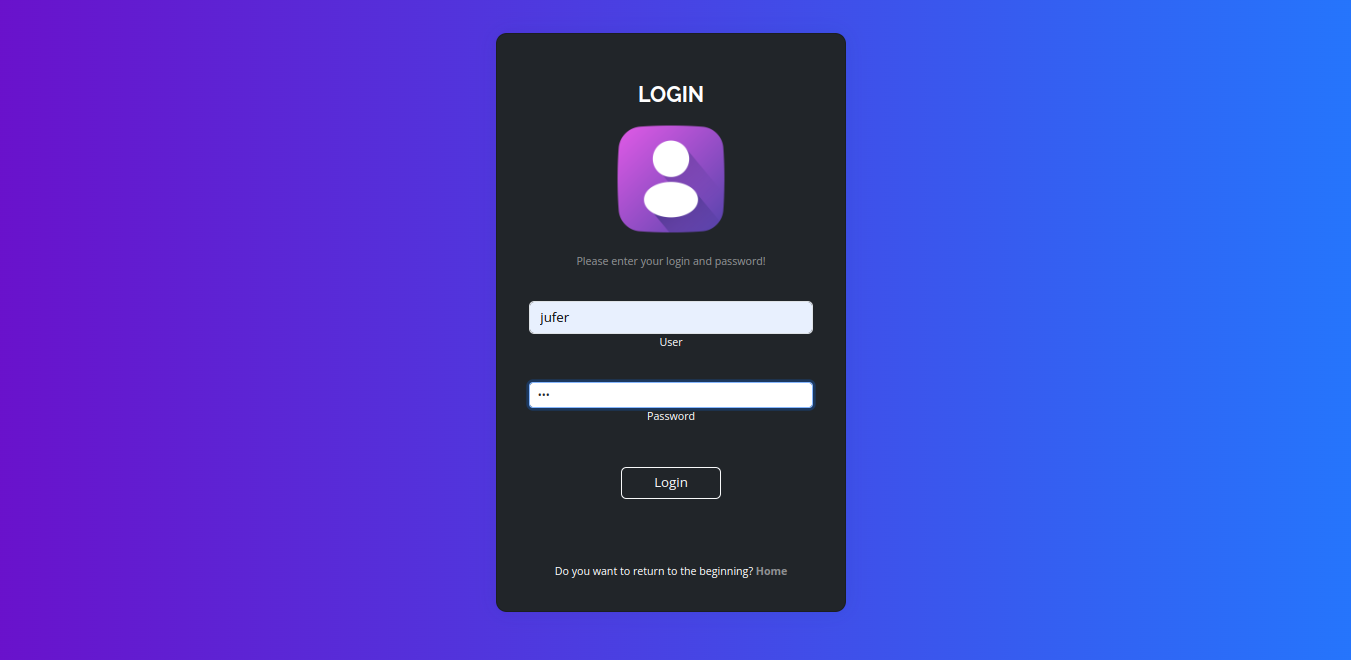 LOGIN
Please enter your login and password!
jufer
User
•••
Password
Login
Do you want to return to the beginning? Home